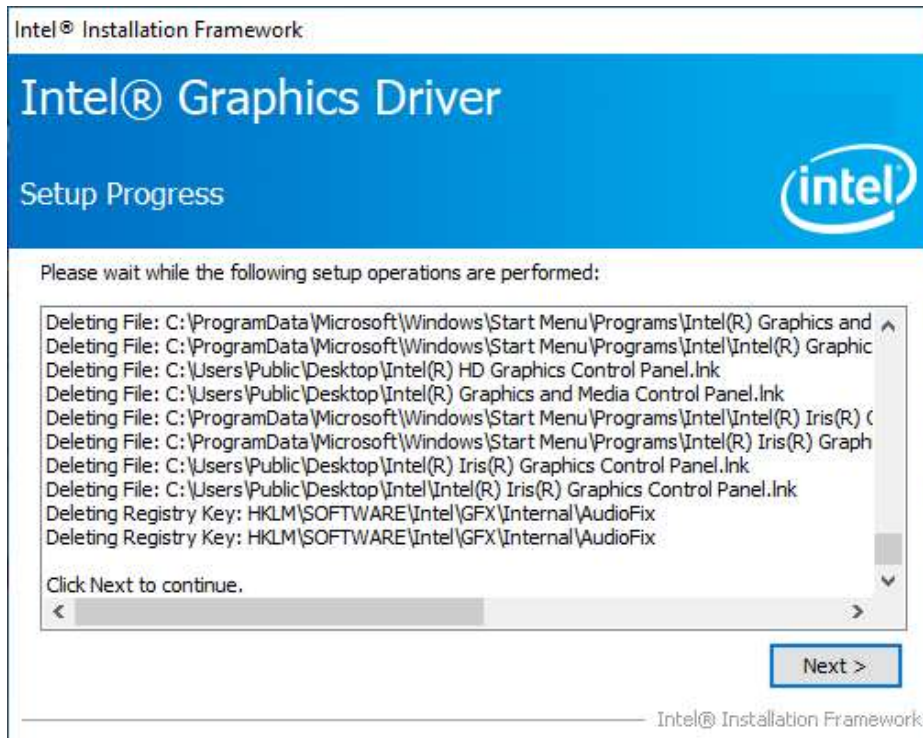 Intel® Installation Framework
Intel® Graphics Driver
Setup Progress
intel
Please wait while the following setup operations are performed:
Deleting File: C:\ProgramData\Microsoft\Windows\Start Menu\Programs\Intel(R) Graphics and
Deleting File: C:\ProgramData\Microsoft\Windows\Start Menu\Programs\Intel\Intel(R) Graphic
Deleting File: C:\Users\Public\Desktop\Intel(R) HD Graphics Control Panel.lnk
Deleting File: C:\Users\Public\Desktop\Intel(R) Graphics and Media Control Panel.lnk
Deleting File: C:\ProgramData\Microsoft\Windows\Start Menu\Programs\Intel\Intel(R) Iris(R) (
Deleting File: C:\ProgramData\Microsoft\Windows\Start Menu\Programs\Intel(R) Iris(R) Graph
Deleting File: C:\Users\Public\Desktop\Intel(R) Iris(R) Graphics Control Panel.lnk
Deleting File: C:\Users\Public\Desktop\Intel\Intel(R) Iris(R) Graphics Control Panel.lnk
Deleting Registry Key: HKLM\SOFTWARE\Intel\GFX\Internal\AudioFix
Deleting Registry Key: HKLM\SOFTWARE\Intel\GFX\Internal\AudioFix
Click Next to continue.
Next >
Intel® Installation Framework